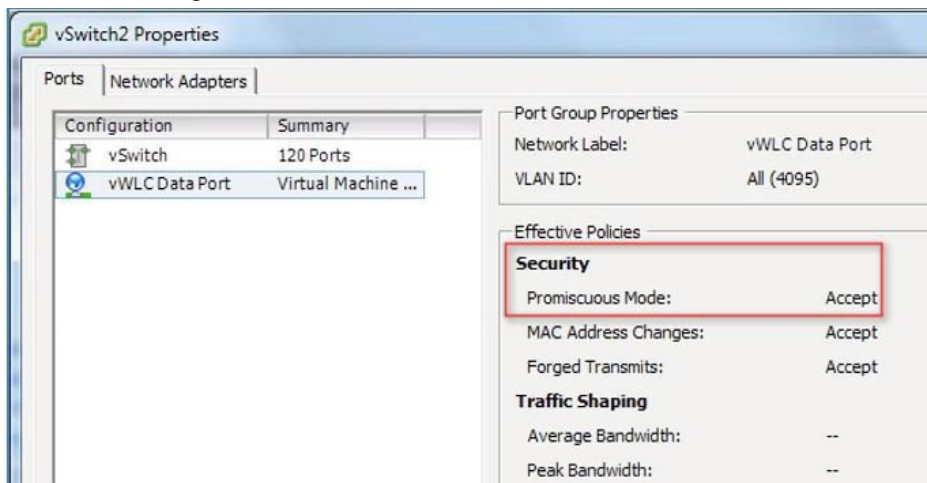 vSwitch2 Properties
Ports Network Adapters
Configuration Summary
vSwitch 120 Ports
vWLC Data Port Virtual Machine ...
Port Group Properties
Network Label: vWLC Data Port
VLAN ID: All (4095)
Effective Policies
Security
Promiscuous Mode: Accept
MAC Address Changes: Accept
Forged Transmits: Accept
Traffic Shaping
Average Bandwidth: --
Peak Bandwidth: --